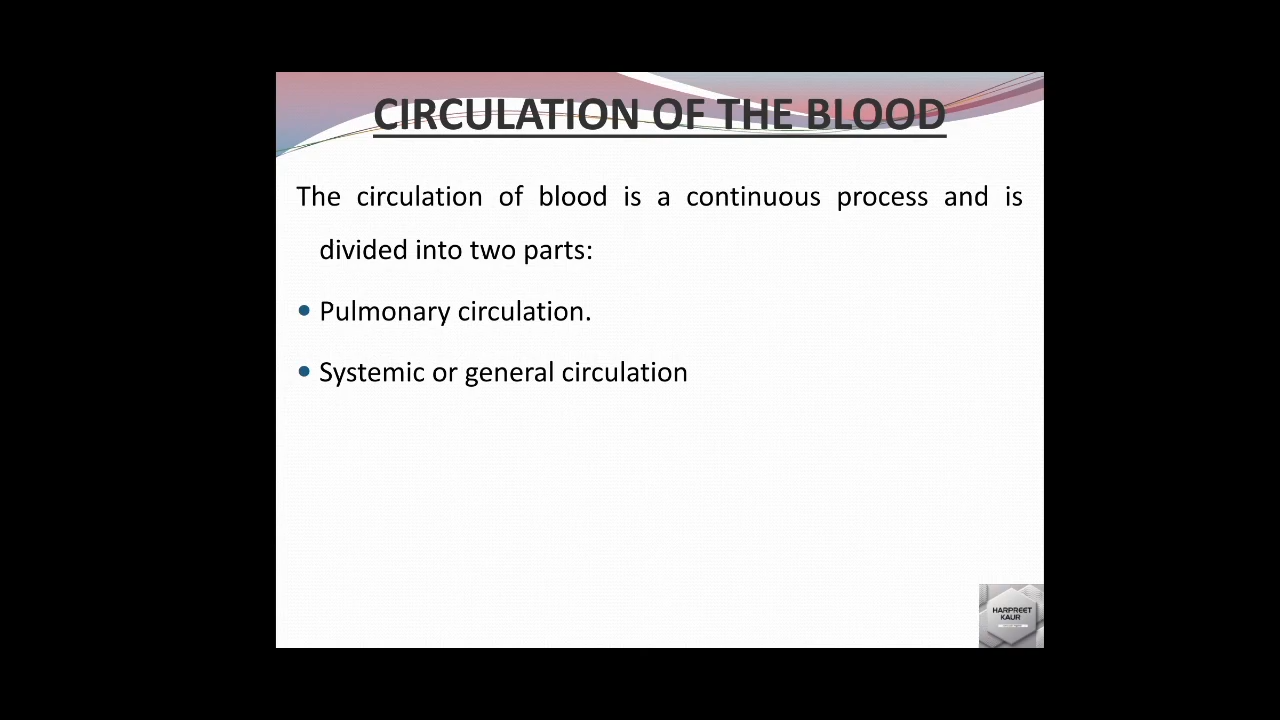 CIRCULATION OF THE BLOOD
The circulation of blood is a continuous process and is
divided into two parts:
• Pulmonary circulation.
• Systemic or general circulation
HARPREET
KAUR